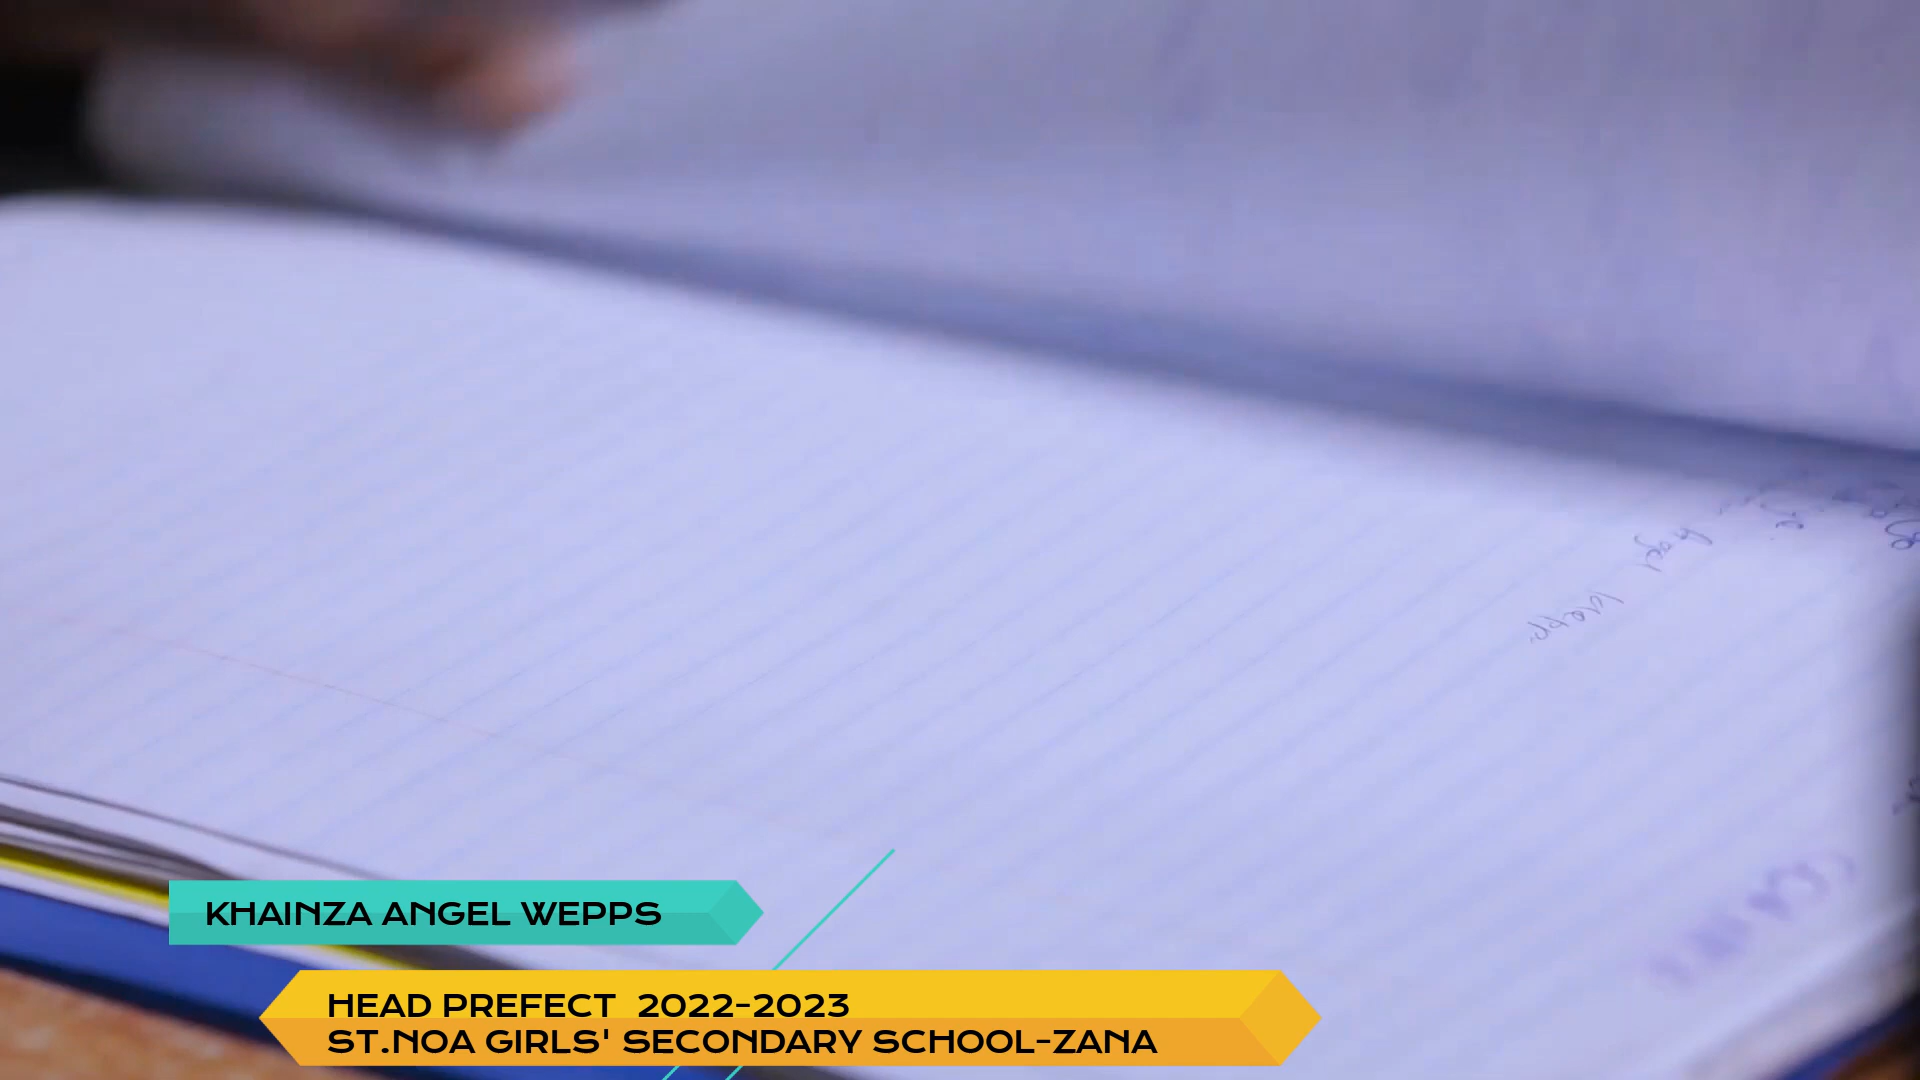 KHAINZA ANGEL WEPPS
HEAD PREFECT 2022-2023
ST.NOA GIRLS' SECONDARY SCHOOL-ZANA